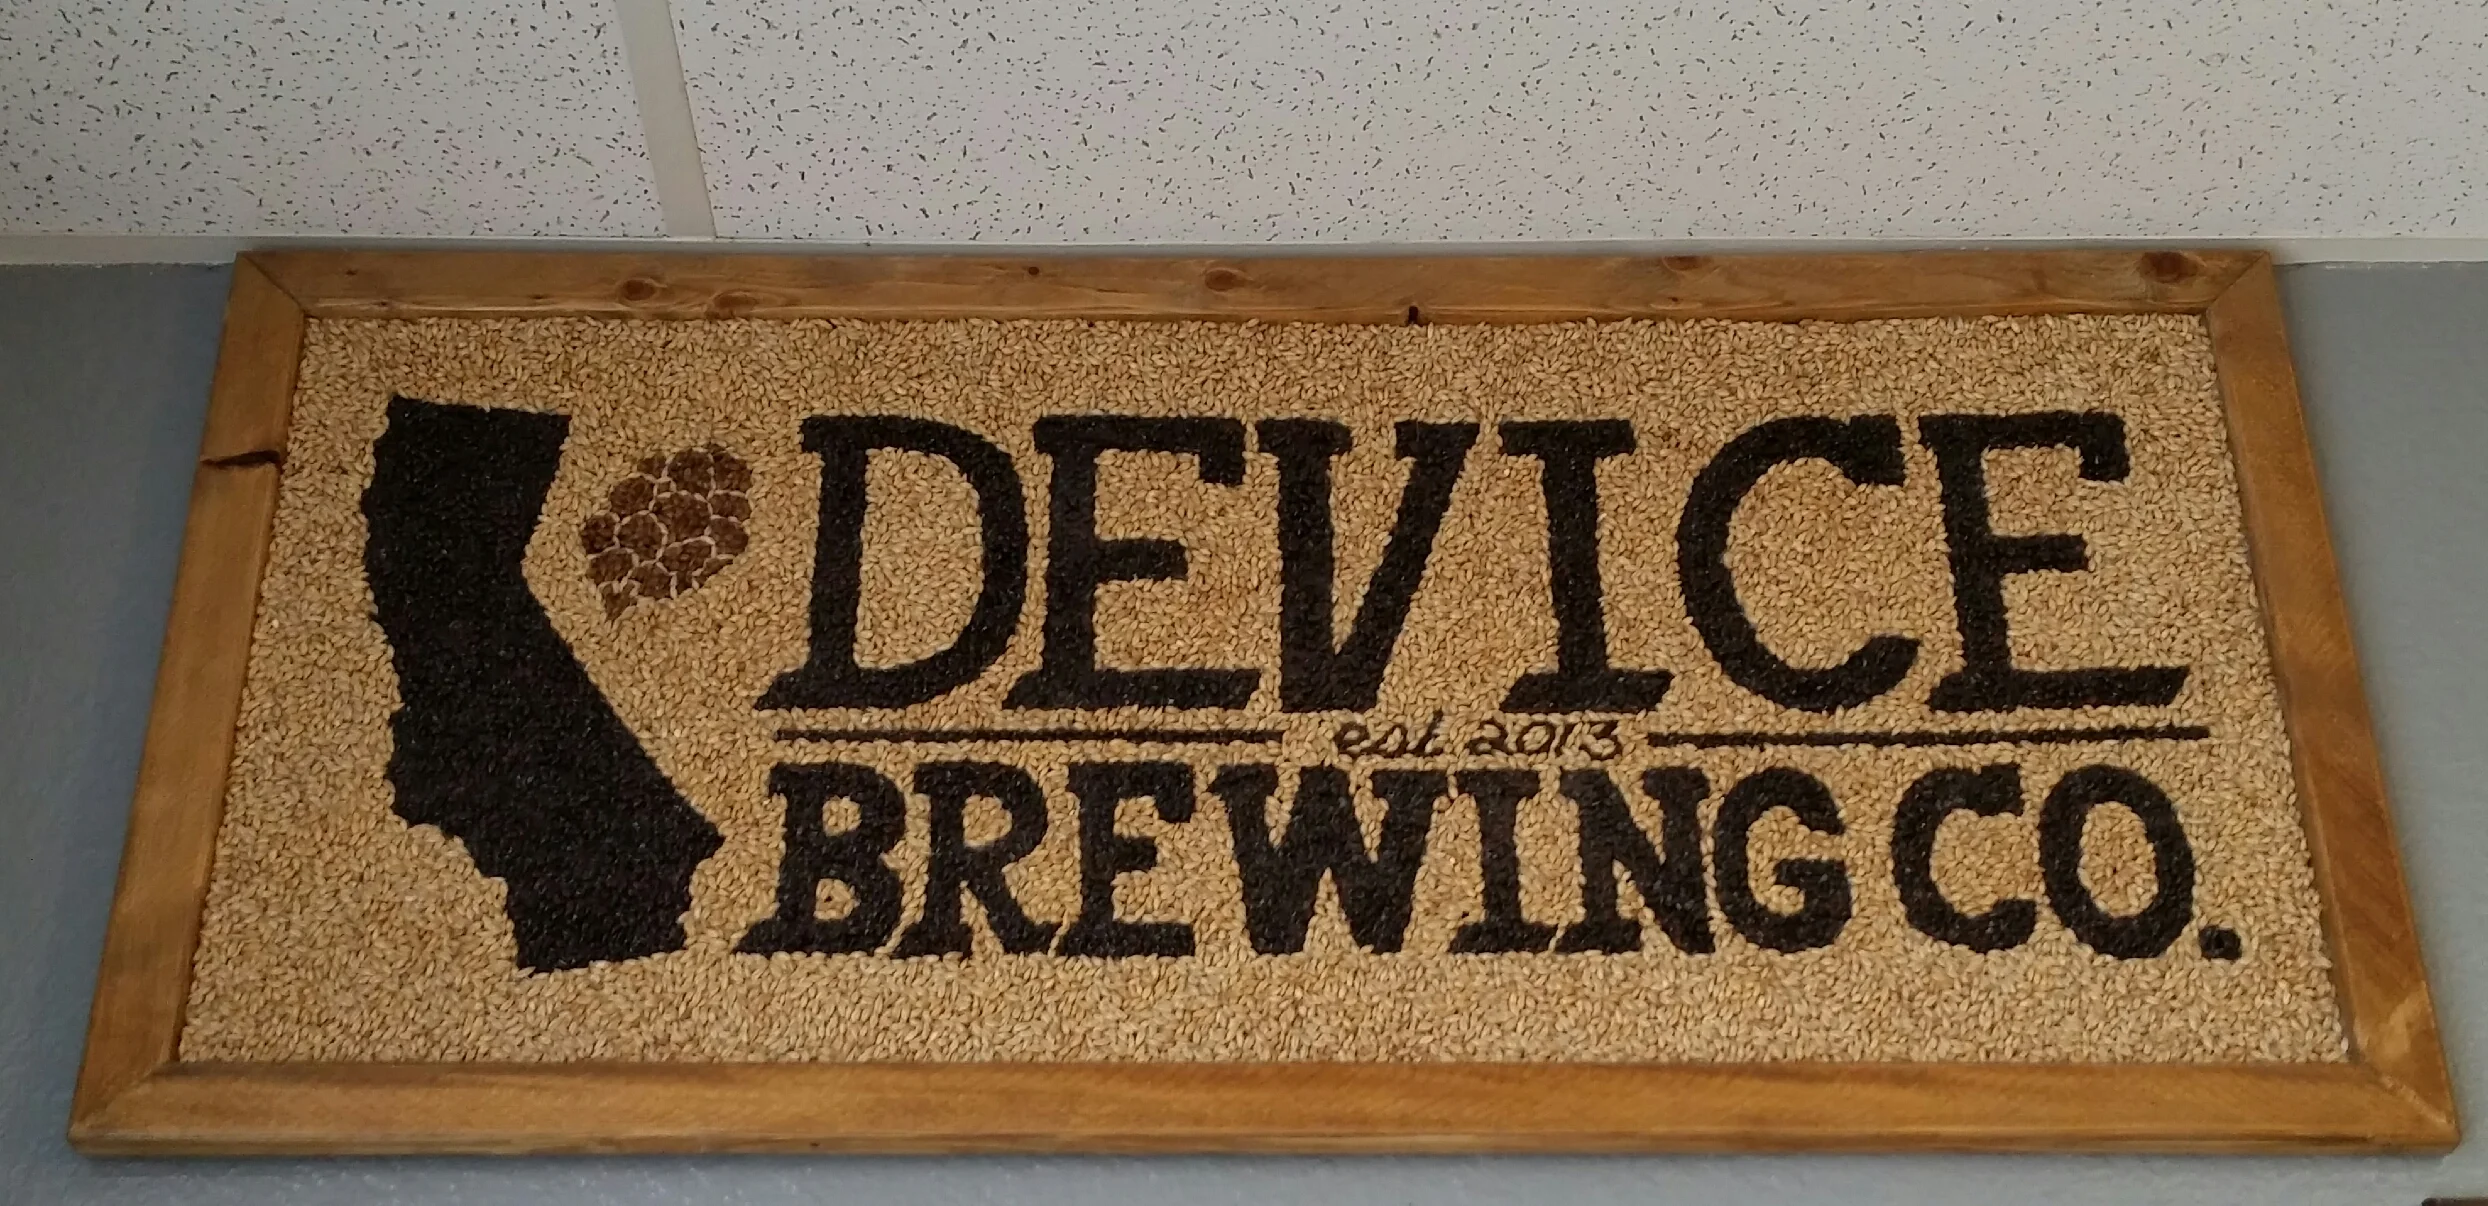 DEVICE
est. 2013
BREWING CO.